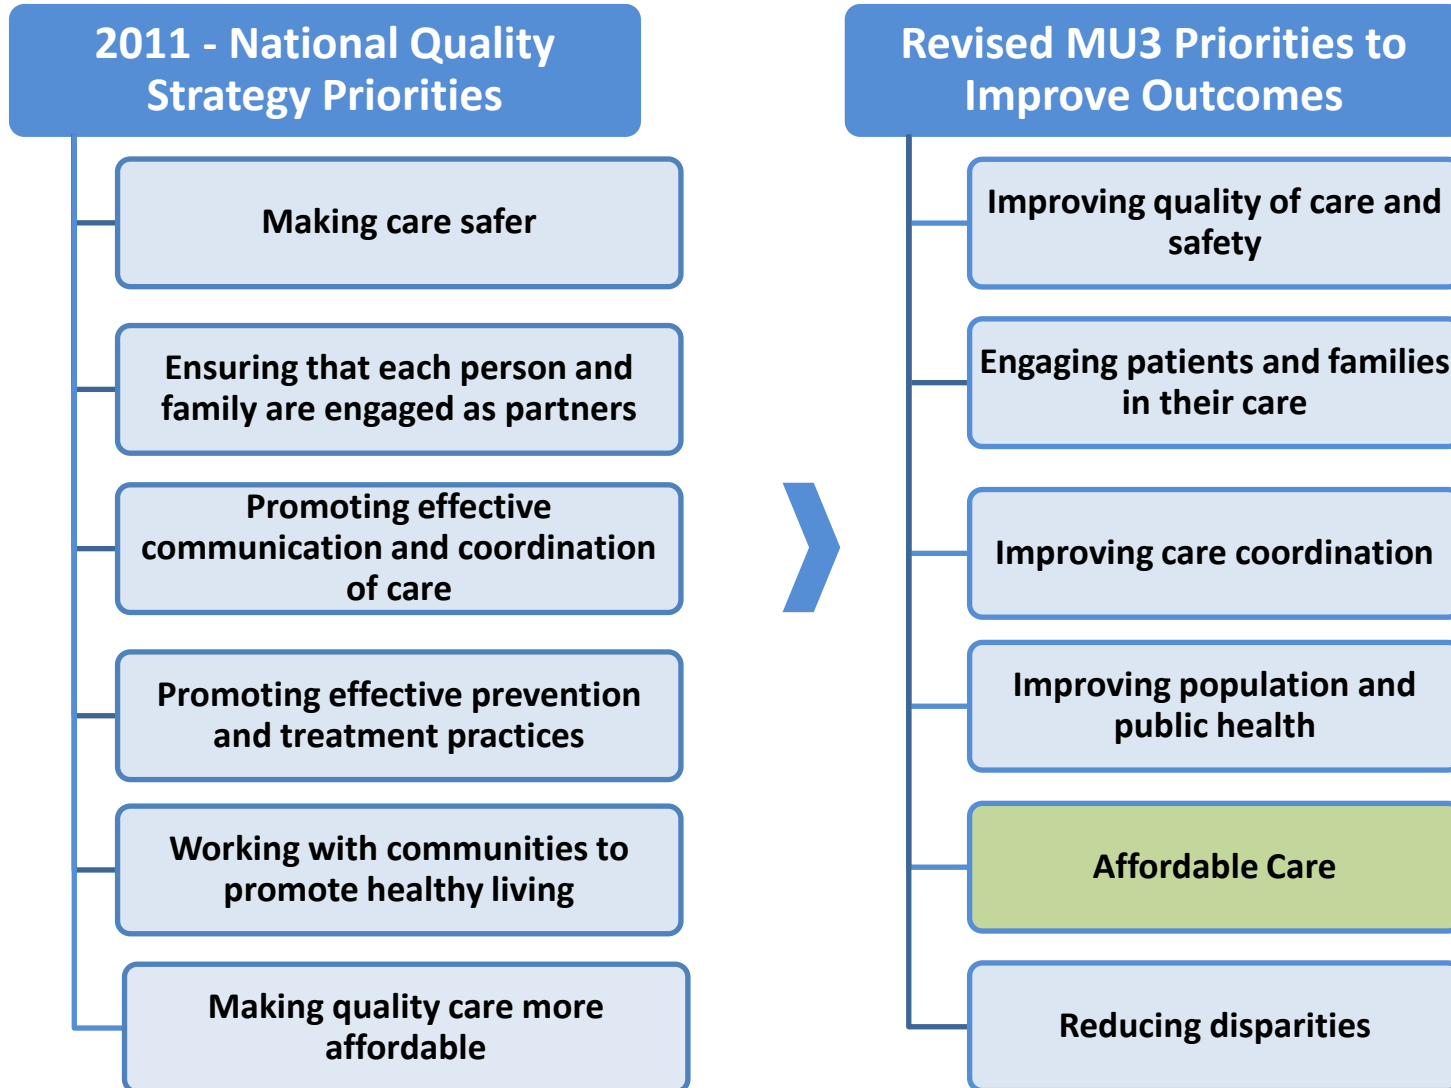 2011 - National Quality
Strategy Priorities
Making care safer
Ensuring that each person and
family are engaged as partners
Promoting effective
communication and coordination
of care
Promoting effective prevention
and treatment practices
Working with communities to
promote healthy living
Making quality care more
affordable
Revised MU3 Priorities to
Improve Outcomes
Improving quality of care and
safety
Engaging patients and families
in their care
Improving care coordination
Improving population and
public health
Affordable Care
Reducing disparities